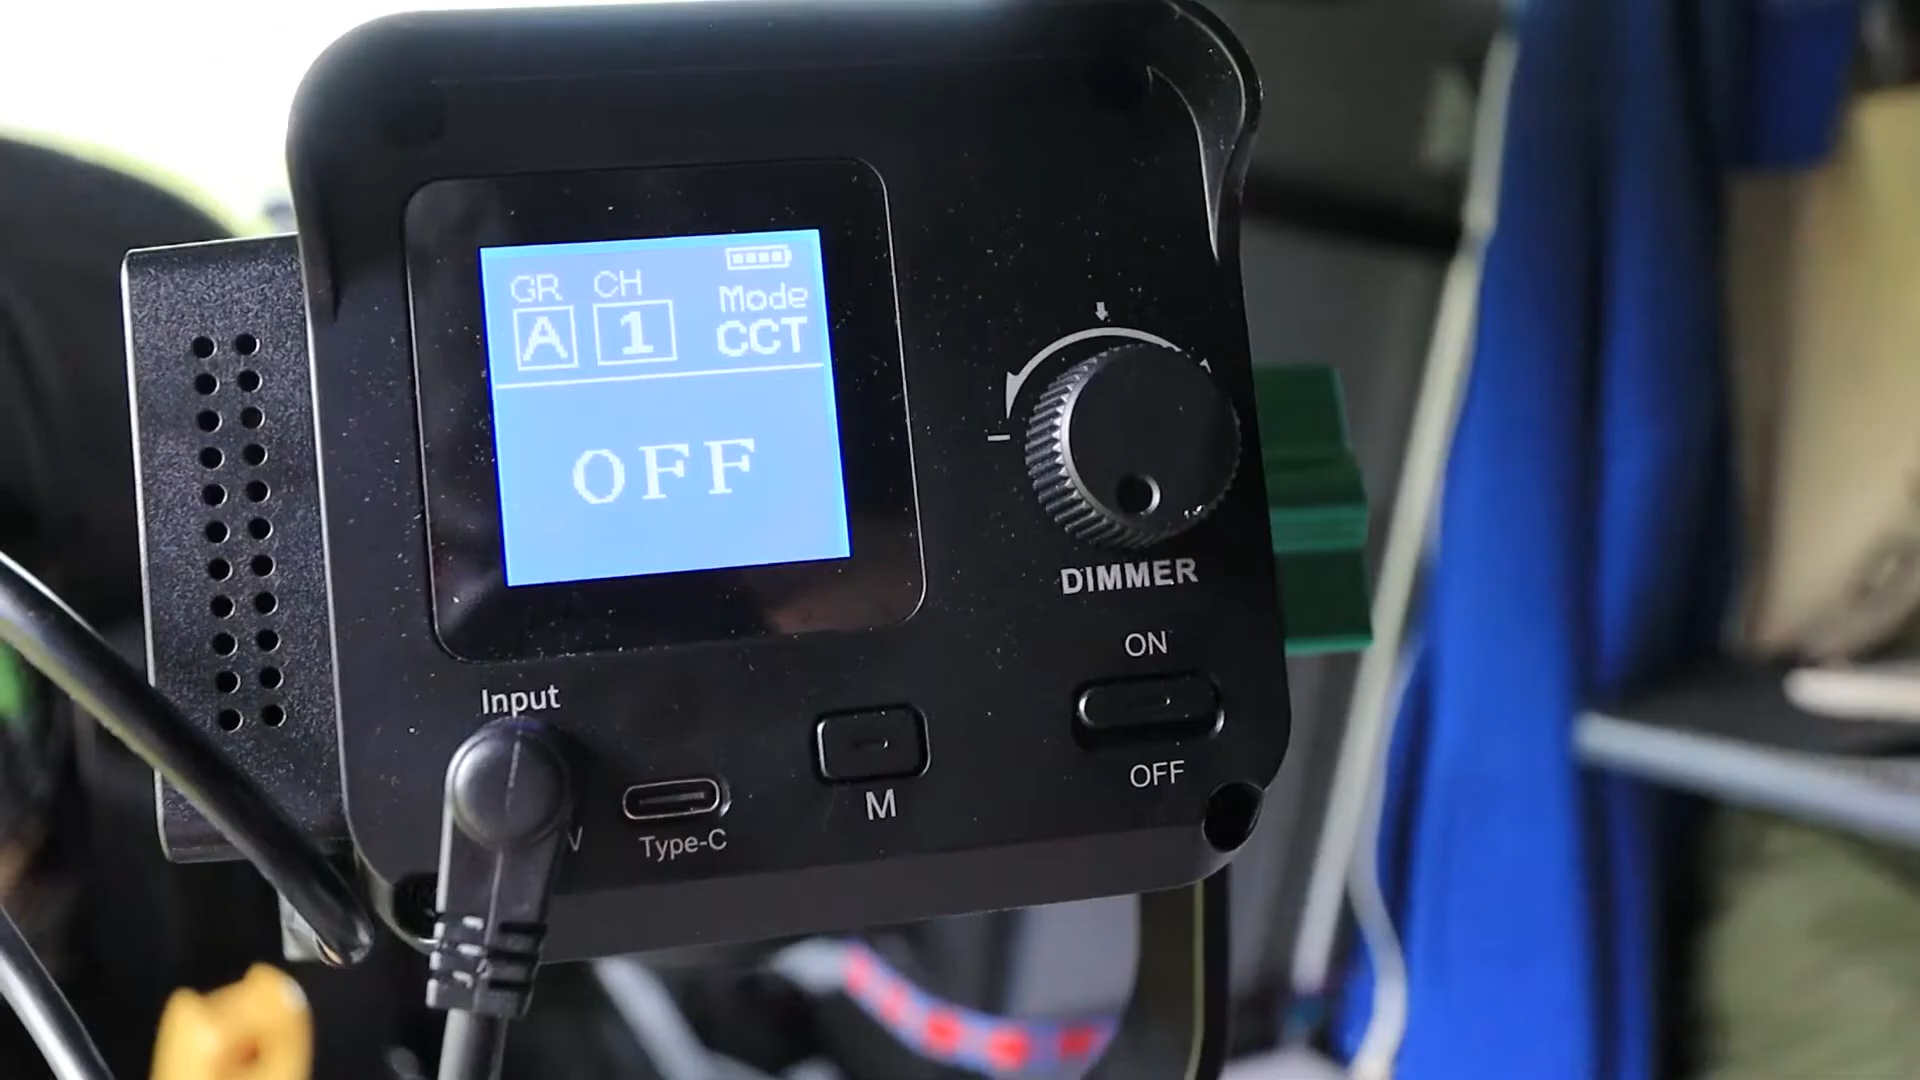 GR CH
A 1
Mode
CCT
OFF
DIMMER
ON
OFF
Input
V
Type-C
M